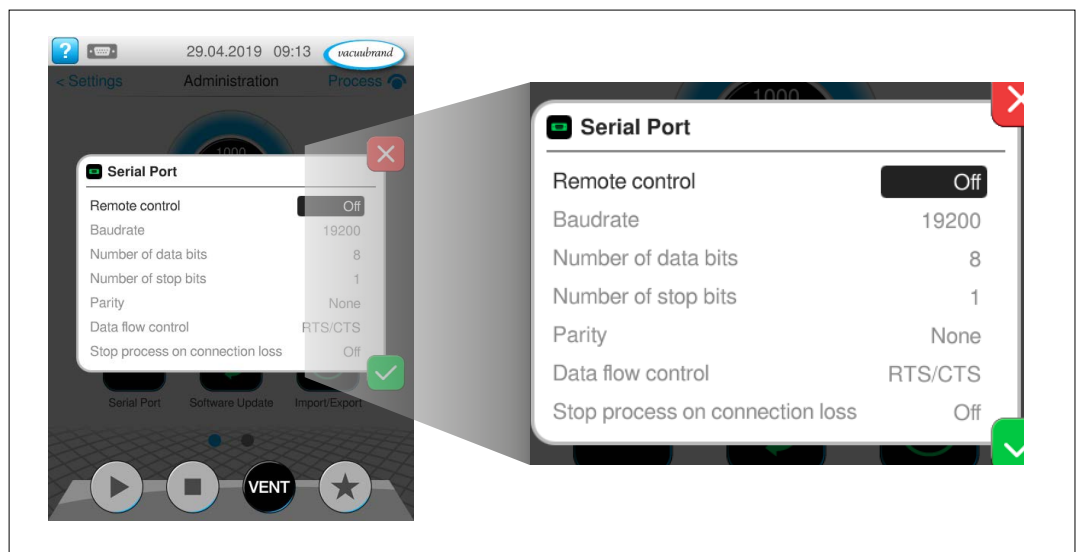 ?
29.04.2019 09:13
vacuubrand
< Settings
Administration
Process
1000
Serial Port
Remote control Off
Baudrate 19200
Number of data bits 8
Number of stop bits 1
Parity None
Data flow control RTS/CTS
Stop process on connection loss Off
Serial Port
Software Update
Import/Export
VENT
1000
Serial Port
Remote control Off
Baudrate 19200
Number of data bits 8
Number of stop bits 1
Parity None
Data flow control RTS/CTS
Stop process on connection loss Off